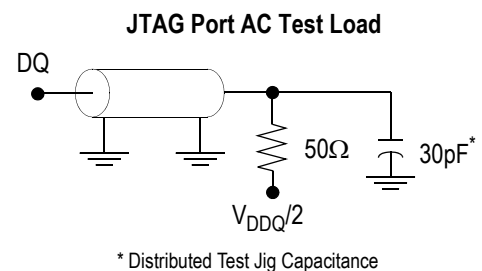 JTAG Port AC Test Load
DQ
50Ω
30pF*
VDDQ/2
* Distributed Test Jig Capacitance